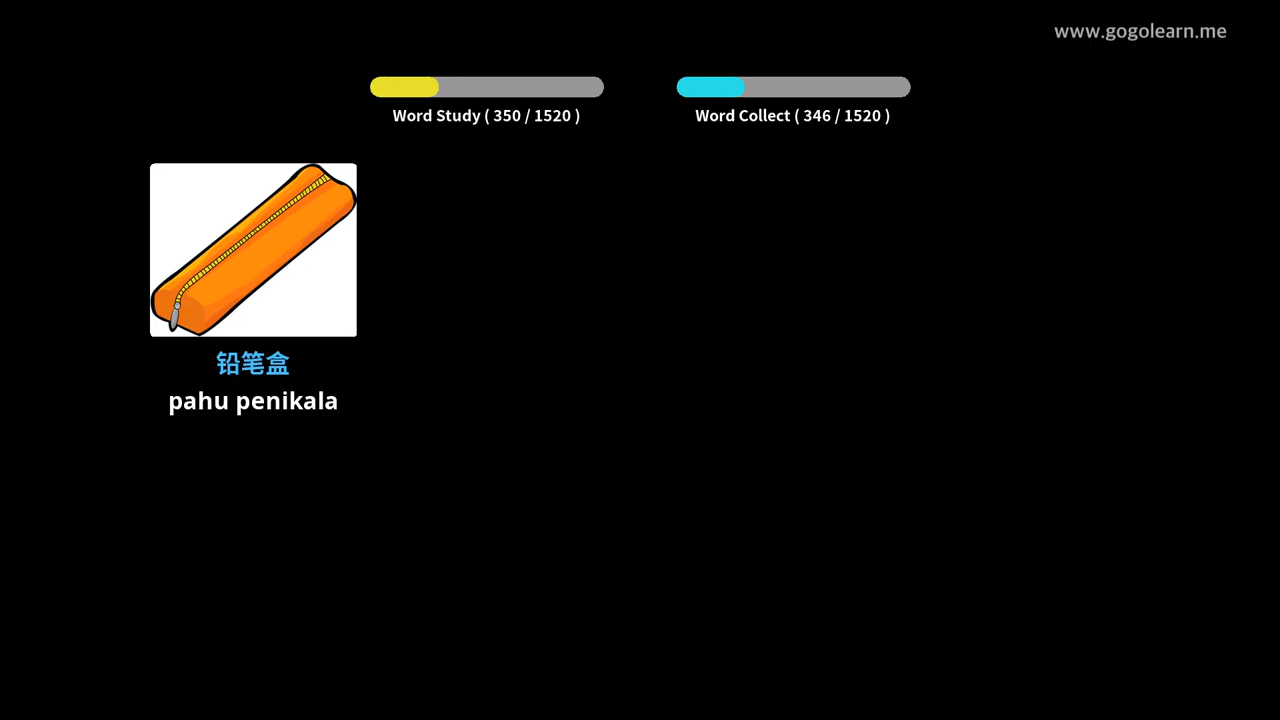 www.gogolearn.me
Word Study ( 350 / 1520 )
Word Collect ( 346 / 1520 )
铅笔盒
pahu penikala